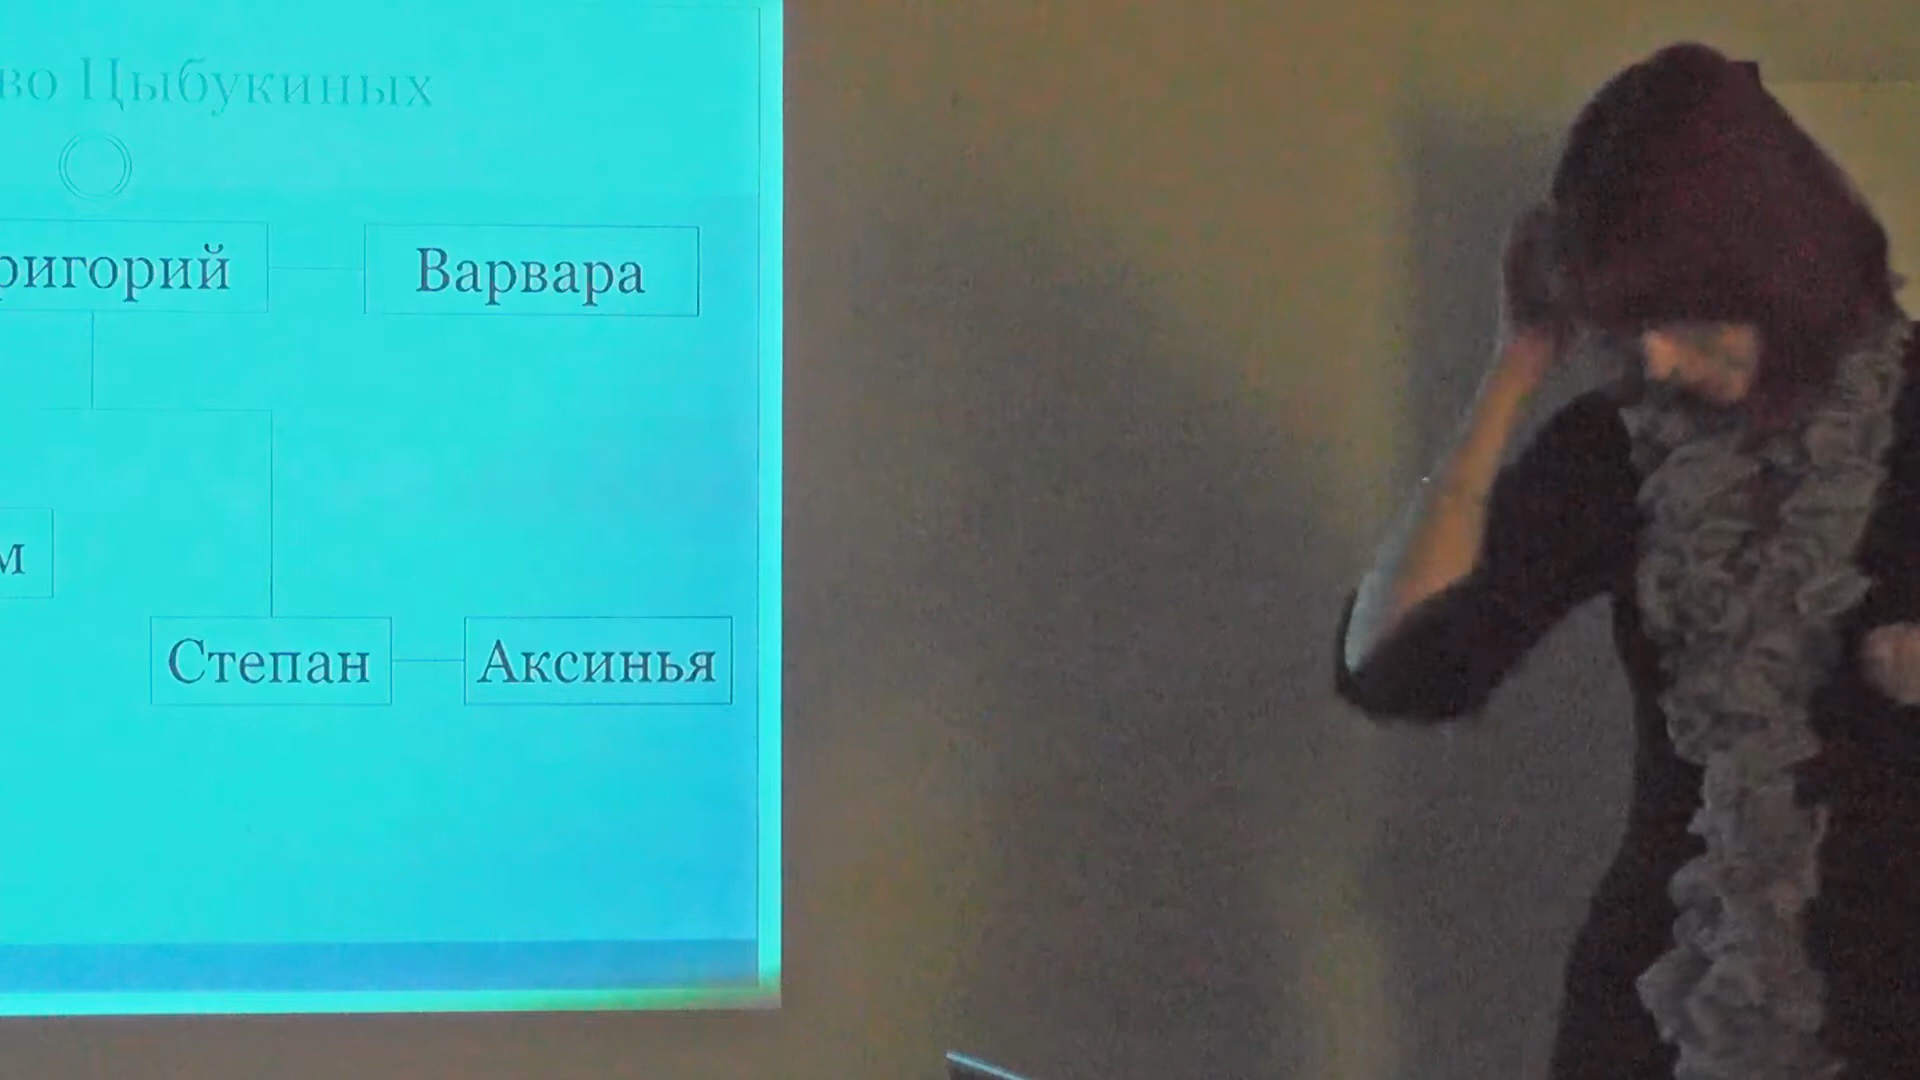 во Цыбукиных
ригорий
Варвара
м
Степан
Аксинья